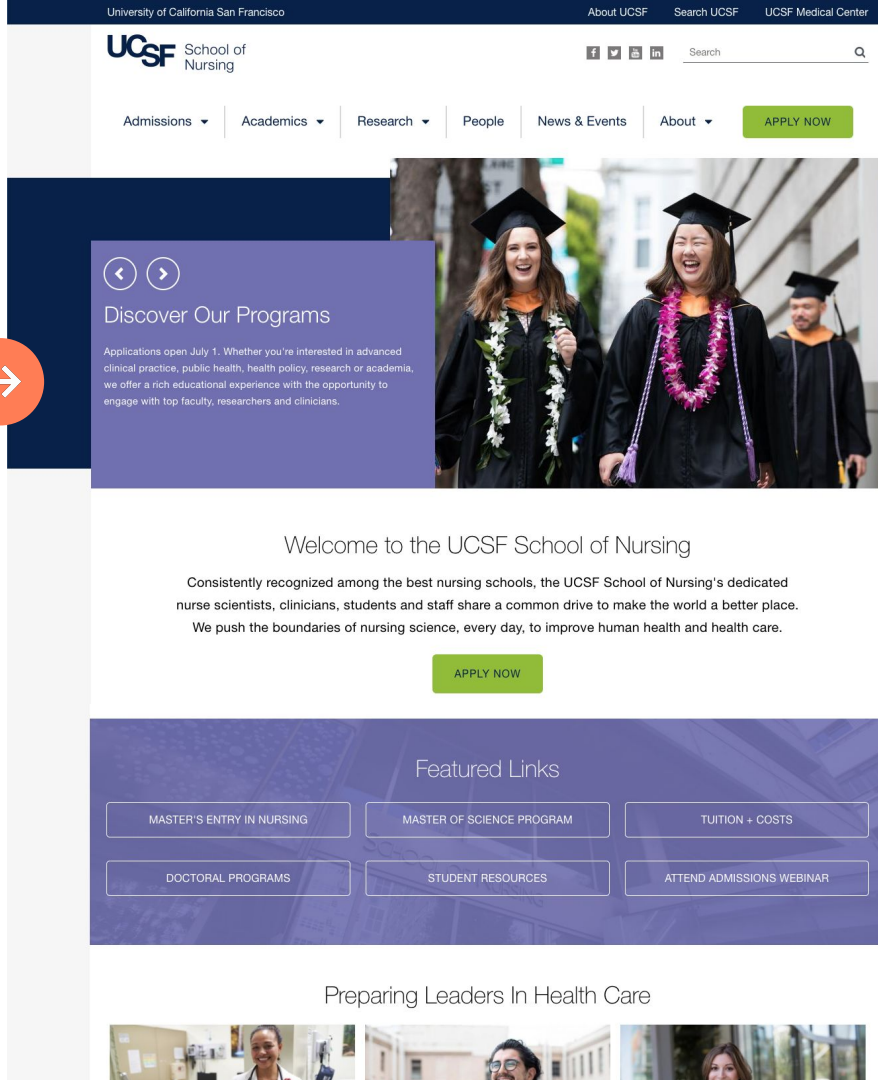 University of California San Francisco
About UCSF
Search UCSF
UCSF Medical Center
UCSF School of
Nursing
Search
Admissions
Academics
Research
People
News & Events
About
APPLY NOW
Discover Our Programs
Applications open July 1. Whether you're interested in advanced
clinical practice, public health, health policy, research or academia,
we offer a rich educational experience with the opportunity to
engage with top faculty, researchers and clinicians.
Welcome to the UCSF School of Nursing
Consistently recognized among the best nursing schools, the UCSF School of Nursing's dedicated
nurse scientists, clinicians, students and staff share a common drive to make the world a better place.
We push the boundaries of nursing science, every day, to improve human health and health care.
APPLY NOW
Featured Links
MASTER'S ENTRY IN NURSING
MASTER OF SCIENCE PROGRAM
TUITION + COSTS
DOCTORAL PROGRAMS
STUDENT RESOURCES
ATTEND ADMISSIONS WEBINAR
Preparing Leaders In Health Care